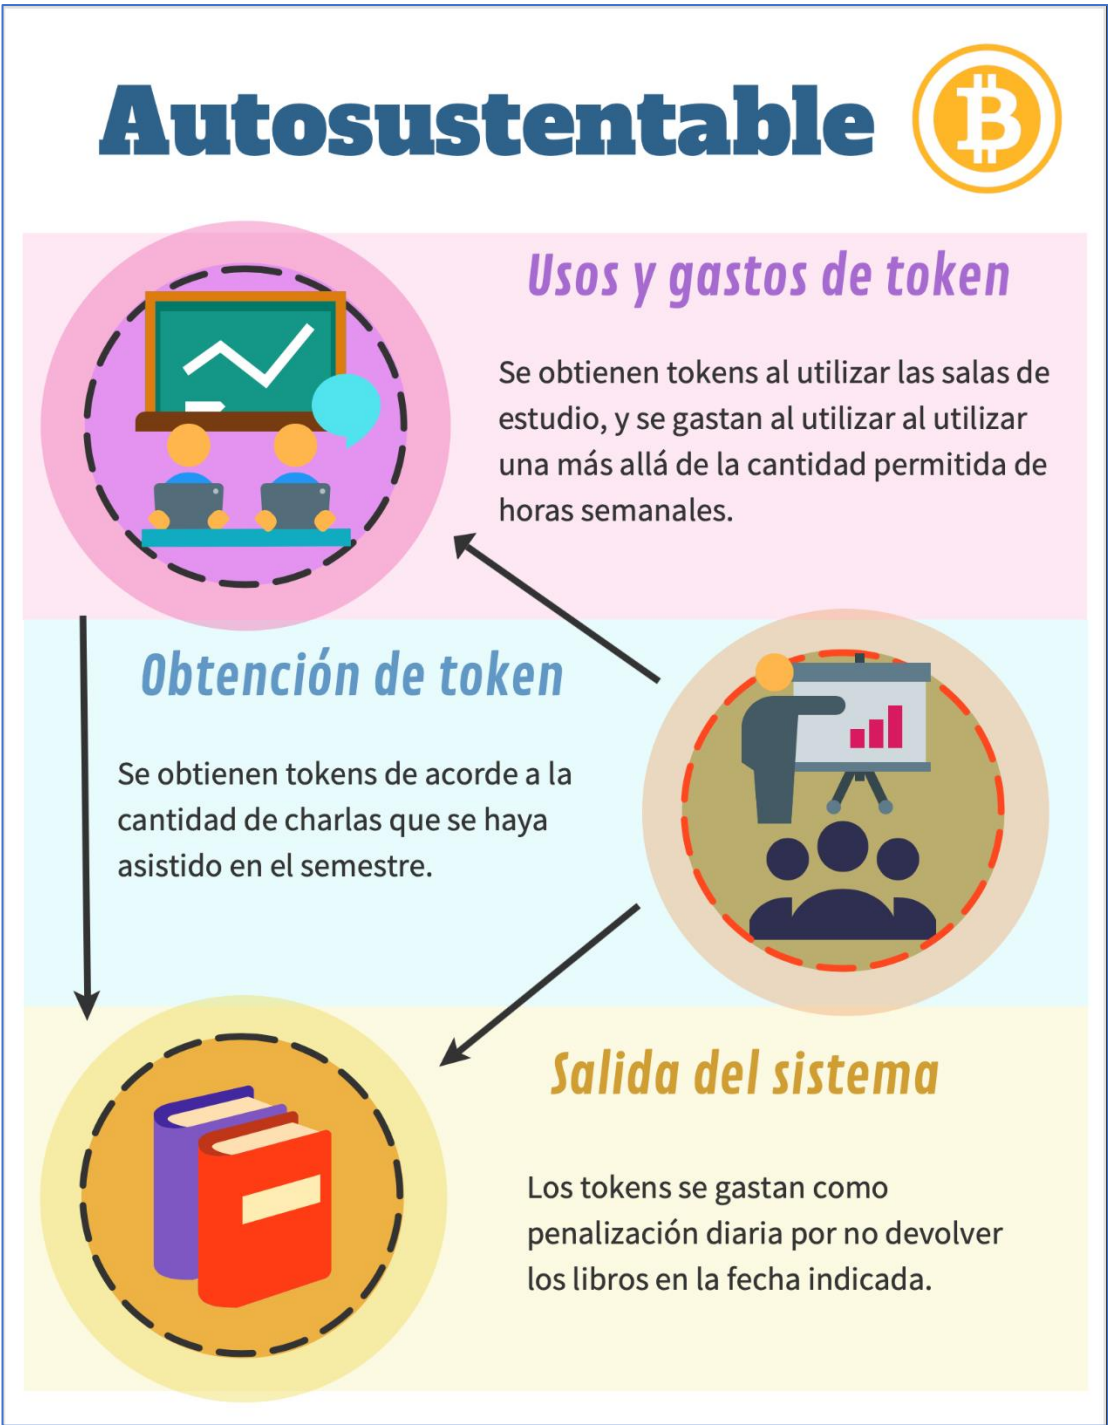 Autosustentable
Usos y gastos de token
Se obtienen tokens al utilizar las salas de
estudio, y se gastan al utilizar al utilizar
una más allá de la cantidad permitida de
horas semanales.
Obtención de token
Se obtienen tokens de acorde a la
cantidad de charlas que se haya
asistido en el semestre.
Salida del sistema
Los tokens se gastan como
penalización diaria por no devolver
los libros en la fecha indicada.